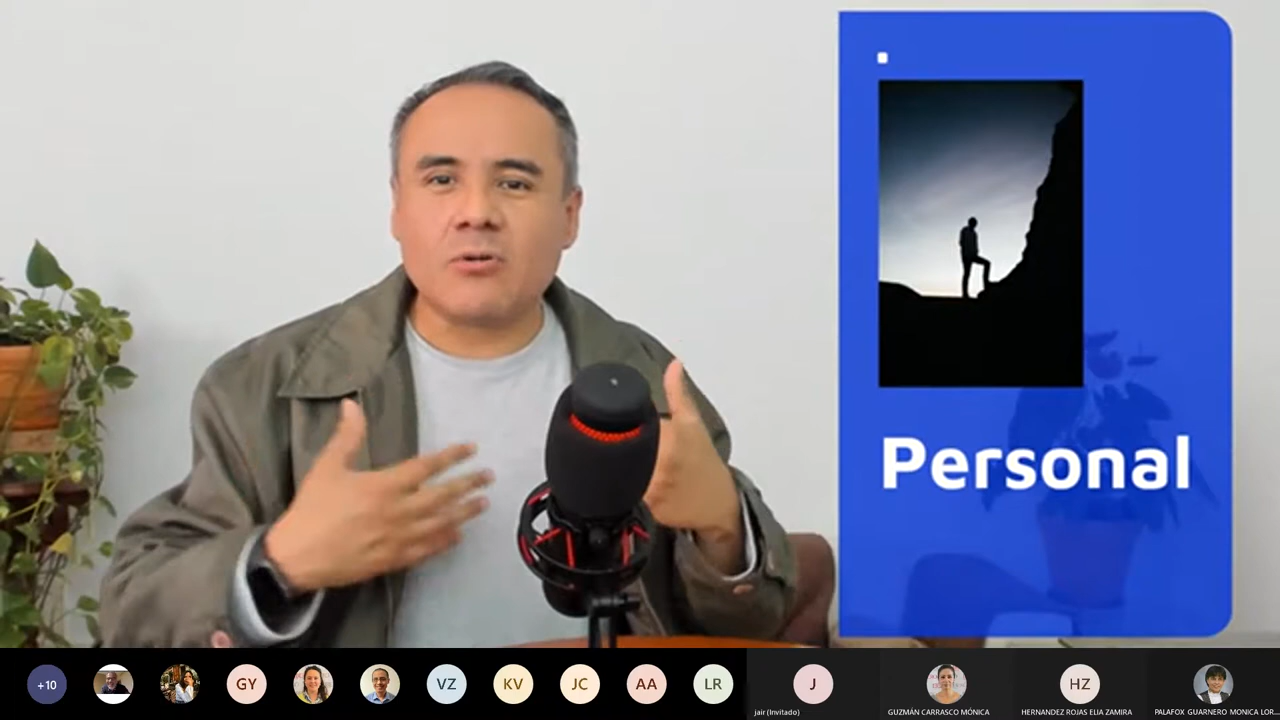 Personal
+10
GY
VZ
KV
JC
AA
LR
J
HZ
jair (Invitado)
GUZMÁN CARRASCO MÓNICA
HERNANDEZ ROJAS ELIA ZAMIRA
PALAFOX GUARNERO MONICA LOR...